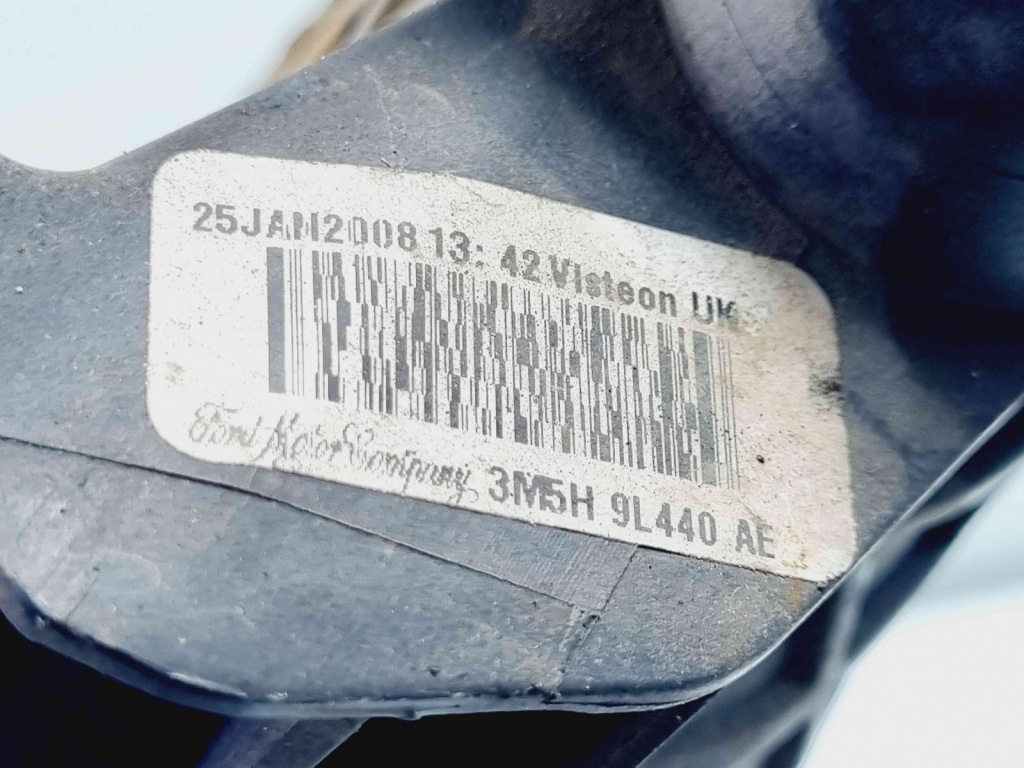 25JAN2008 13:42 Visteon UK
Ford Motor Company 3M5H 9L440 AE